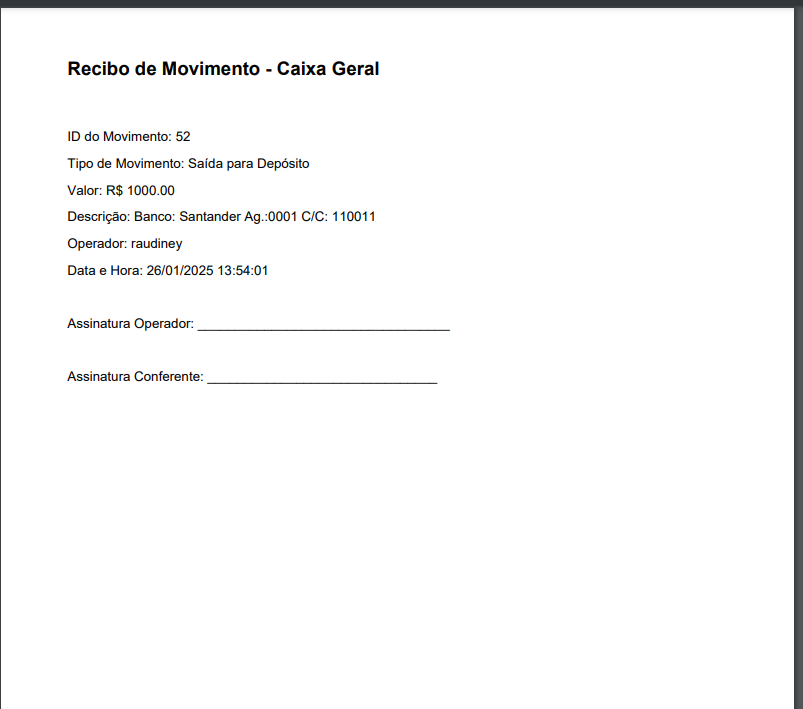 Recibo de Movimento - Caixa Geral
ID do Movimento: 52
Tipo de Movimento: Saída para Depósito
Valor: R$ 1000.00
Descrição: Banco: Santander Ag.:0001 C/C: 110011
Operador: raudiney
Data e Hora: 26/01/2025 13:54:01
Assinatura Operador: ___________________________________
Assinatura Conferente: ________________________________